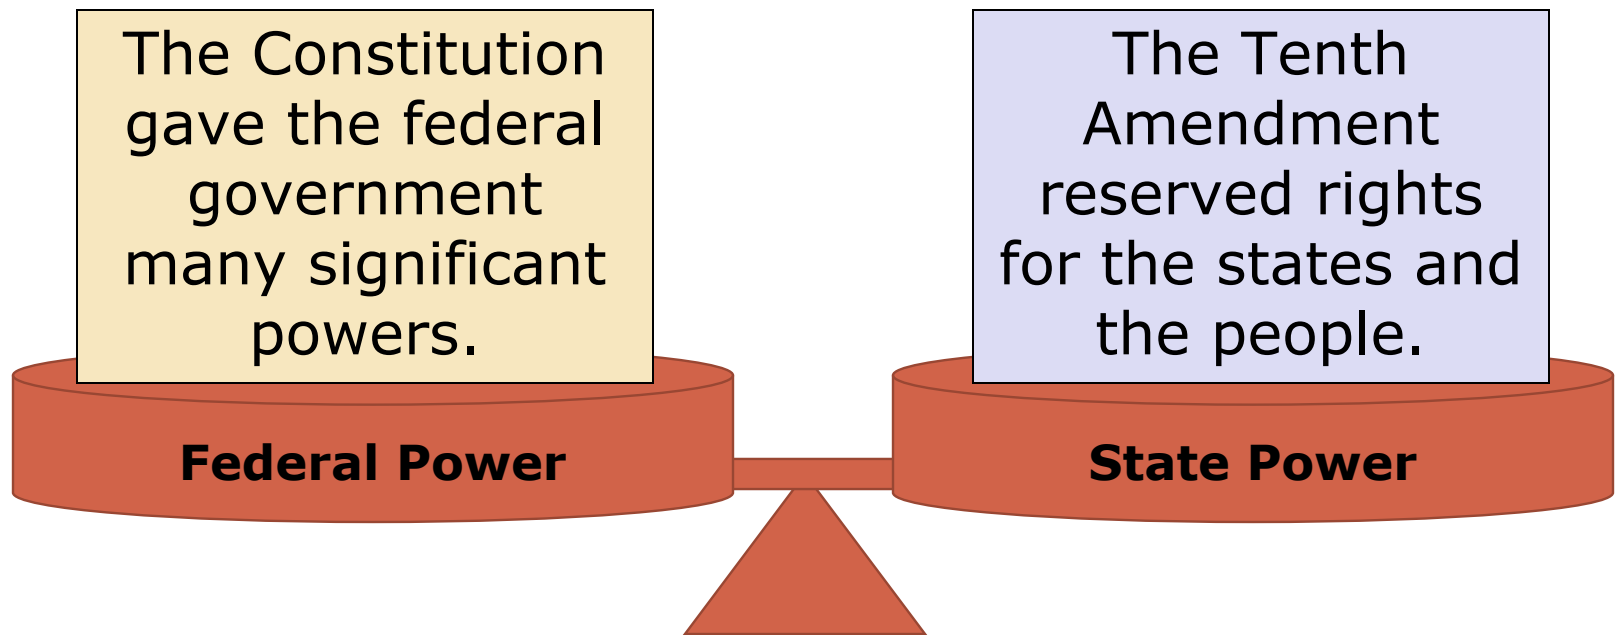 The Constitution
gave the federal
government
many significant
powers.
Federal Power
The Tenth
Amendment
reserved rights
for the states and
the people.
State Power